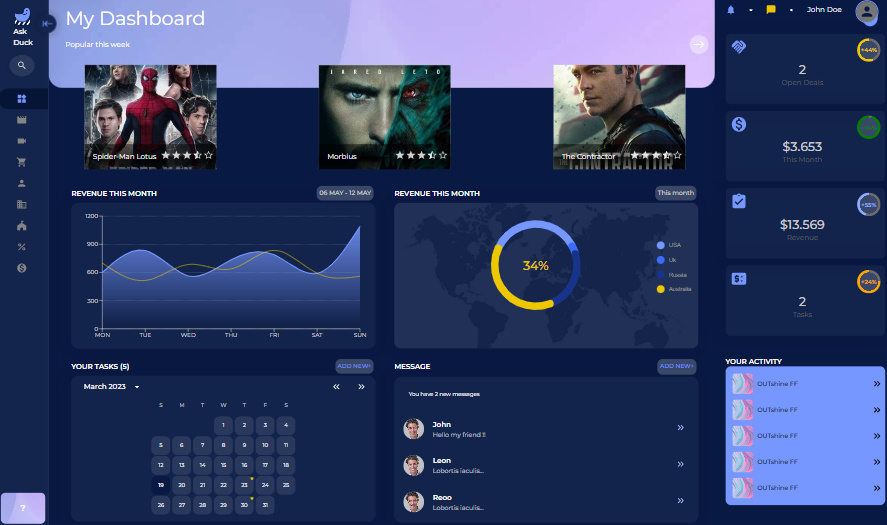 Ask
Duck
My Dashboard
Popular this week
John Doe
Spider-Man Lotus
JARED LETO
Morbius
The Contractor
CONTRACTOR
+44%
2
Open Deals
$3.653
This Month
+55%
$13.569
Revenue
+24%
2
Tasks
REVENUE THIS MONTH
06 MAY - 12 MAY
1200
900
600
300
0
MON TUE WED THU FRI SAT SUN
REVENUE THIS MONTH
This month
34%
USA
Uk
Russia
Australia
YOUR TASKS (5)
ADD NEW+
March 2023
S M T W T F S
1 2 3 4
5 6 7 8 9 10 11
12 13 14 15 16 17 18
19 20 21 22 23 24 25
26 27 28 29 30 31
MESSAGE
ADD NEW+
You have 2 new messages
John
Hello my friend !!
Leon
Lobortis iaculis...
Reoo
Lobortis iaculis...
YOUR ACTIVITY
OUTshine FF
OUTshine FF
OUTshine FF
OUTshine FF
OUTshine FF
?